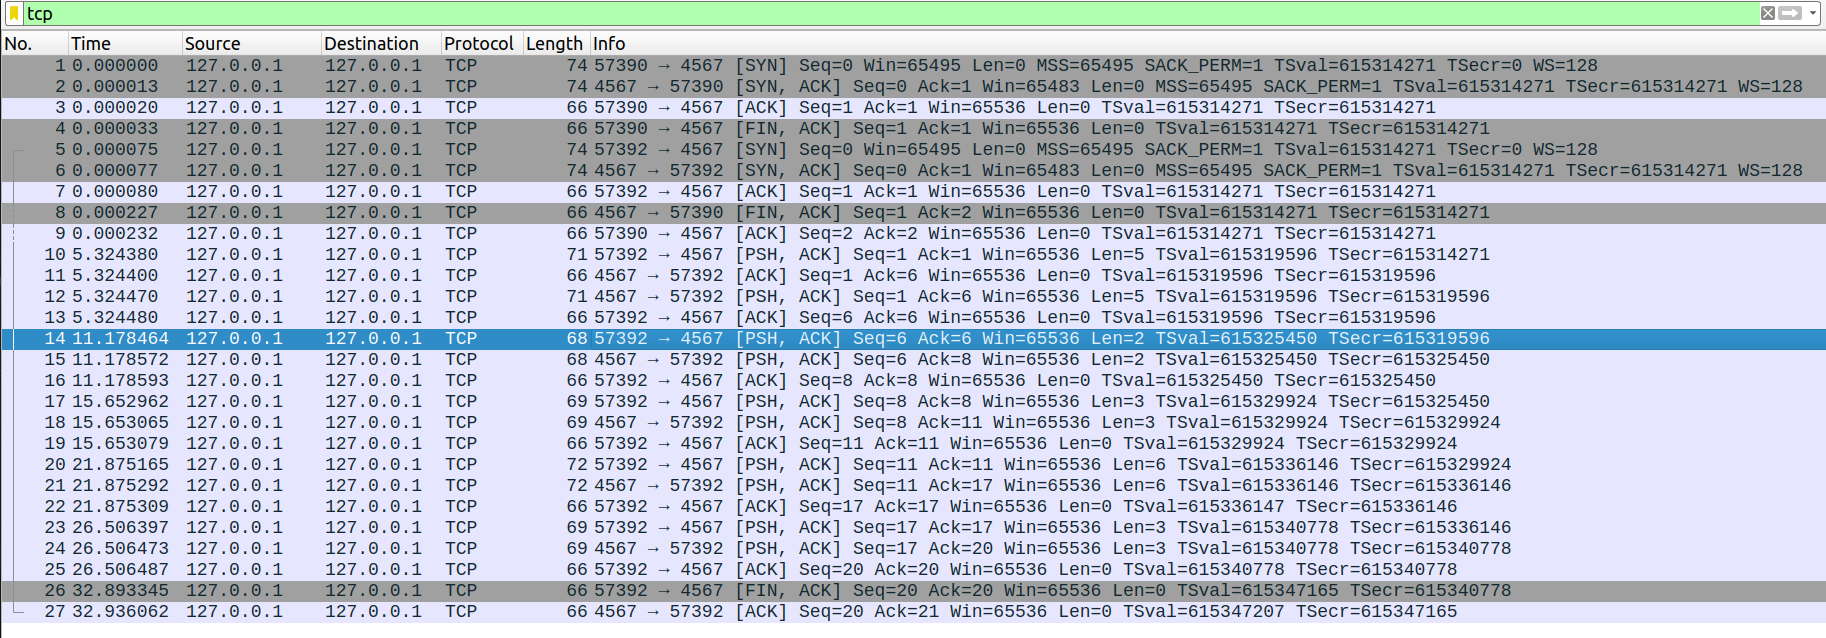 tcp
No. Time Source Destination Protocol Length Info
1 0.000000 127.0.0.1 127.0.0.1 TCP 74 57390 → 4567 [SYN] Seq=0 Win=65495 Len=0 MSS=65495 SACK_PERM=1 TSval=615314271 TSecr=0 WS=128
2 0.000013 127.0.0.1 127.0.0.1 TCP 74 4567 → 57390 [SYN, ACK] Seq=0 Ack=1 Win=65483 Len=0 MSS=65495 SACK_PERM=1 TSval=615314271 TSecr=615314271 WS=128
3 0.000020 127.0.0.1 127.0.0.1 TCP 66 57390 → 4567 [ACK] Seq=1 Ack=1 Win=65536 Len=0 TSval=615314271 TSecr=615314271
4 0.000033 127.0.0.1 127.0.0.1 TCP 66 57390 → 4567 [FIN, ACK] Seq=1 Ack=1 Win=65536 Len=0 TSval=615314271 TSecr=615314271
5 0.000075 127.0.0.1 127.0.0.1 TCP 74 57392 → 4567 [SYN] Seq=0 Win=65495 Len=0 MSS=65495 SACK_PERM=1 TSval=615314271 TSecr=0 WS=128
6 0.000077 127.0.0.1 127.0.0.1 TCP 74 4567 → 57392 [SYN, ACK] Seq=0 Ack=1 Win=65483 Len=0 MSS=65495 SACK_PERM=1 TSval=615314271 TSecr=615314271 WS=128
7 0.000080 127.0.0.1 127.0.0.1 TCP 66 57392 → 4567 [ACK] Seq=1 Ack=1 Win=65536 Len=0 TSval=615314271 TSecr=615314271
8 0.000227 127.0.0.1 127.0.0.1 TCP 66 4567 → 57390 [FIN, ACK] Seq=1 Ack=2 Win=65536 Len=0 TSval=615314271 TSecr=615314271
9 0.000232 127.0.0.1 127.0.0.1 TCP 66 57390 → 4567 [ACK] Seq=2 Ack=2 Win=65536 Len=0 TSval=615314271 TSecr=615314271
10 5.324380 127.0.0.1 127.0.0.1 TCP 71 57392 → 4567 [PSH, ACK] Seq=1 Ack=1 Win=65536 Len=5 TSval=615319596 TSecr=615314271
11 5.324400 127.0.0.1 127.0.0.1 TCP 66 4567 → 57392 [ACK] Seq=1 Ack=6 Win=65536 Len=0 TSval=615319596 TSecr=615319596
12 5.324470 127.0.0.1 127.0.0.1 TCP 71 4567 → 57392 [PSH, ACK] Seq=1 Ack=6 Win=65536 Len=5 TSval=615319596 TSecr=615319596
13 5.324480 127.0.0.1 127.0.0.1 TCP 66 57392 → 4567 [ACK] Seq=6 Ack=6 Win=65536 Len=0 TSval=615319596 TSecr=615319596
14 11.178464 127.0.0.1 127.0.0.1 TCP 68 57392 → 4567 [PSH, ACK] Seq=6 Ack=6 Win=65536 Len=2 TSval=615325450 TSecr=615319596
15 11.178572 127.0.0.1 127.0.0.1 TCP 68 4567 → 57392 [PSH, ACK] Seq=6 Ack=8 Win=65536 Len=2 TSval=615325450 TSecr=615325450
16 11.178593 127.0.0.1 127.0.0.1 TCP 66 57392 → 4567 [ACK] Seq=8 Ack=8 Win=65536 Len=0 TSval=615325450 TSecr=615325450
17 15.652962 127.0.0.1 127.0.0.1 TCP 69 57392 → 4567 [PSH, ACK] Seq=8 Ack=8 Win=65536 Len=3 TSval=615329924 TSecr=615325450
18 15.653065 127.0.0.1 127.0.0.1 TCP 69 4567 → 57392 [PSH, ACK] Seq=8 Ack=11 Win=65536 Len=3 TSval=615329924 TSecr=615329924
19 15.653079 127.0.0.1 127.0.0.1 TCP 66 57392 → 4567 [ACK] Seq=11 Ack=11 Win=65536 Len=0 TSval=615329924 TSecr=615329924
20 21.875165 127.0.0.1 127.0.0.1 TCP 72 57392 → 4567 [PSH, ACK] Seq=11 Ack=11 Win=65536 Len=6 TSval=615336146 TSecr=615329924
21 21.875292 127.0.0.1 127.0.0.1 TCP 72 4567 → 57392 [PSH, ACK] Seq=11 Ack=17 Win=65536 Len=6 TSval=615336146 TSecr=615336146
22 21.875309 127.0.0.1 127.0.0.1 TCP 66 57392 → 4567 [ACK] Seq=17 Ack=17 Win=65536 Len=0 TSval=615336147 TSecr=615336146
23 26.506397 127.0.0.1 127.0.0.1 TCP 69 57392 → 4567 [PSH, ACK] Seq=17 Ack=17 Win=65536 Len=3 TSval=615340778 TSecr=615336146
24 26.506473 127.0.0.1 127.0.0.1 TCP 69 4567 → 57392 [PSH, ACK] Seq=17 Ack=20 Win=65536 Len=3 TSval=615340778 TSecr=615340778
25 26.506487 127.0.0.1 127.0.0.1 TCP 66 57392 → 4567 [ACK] Seq=20 Ack=20 Win=65536 Len=0 TSval=615340778 TSecr=615340778
26 32.893345 127.0.0.1 127.0.0.1 TCP 66 57392 → 4567 [FIN, ACK] Seq=20 Ack=20 Win=65536 Len=0 TSval=615347165 TSecr=615340778
27 32.936062 127.0.0.1 127.0.0.1 TCP 66 4567 → 57392 [ACK] Seq=20 Ack=21 Win=65536 Len=0 TSval=615347207 TSecr=615347165